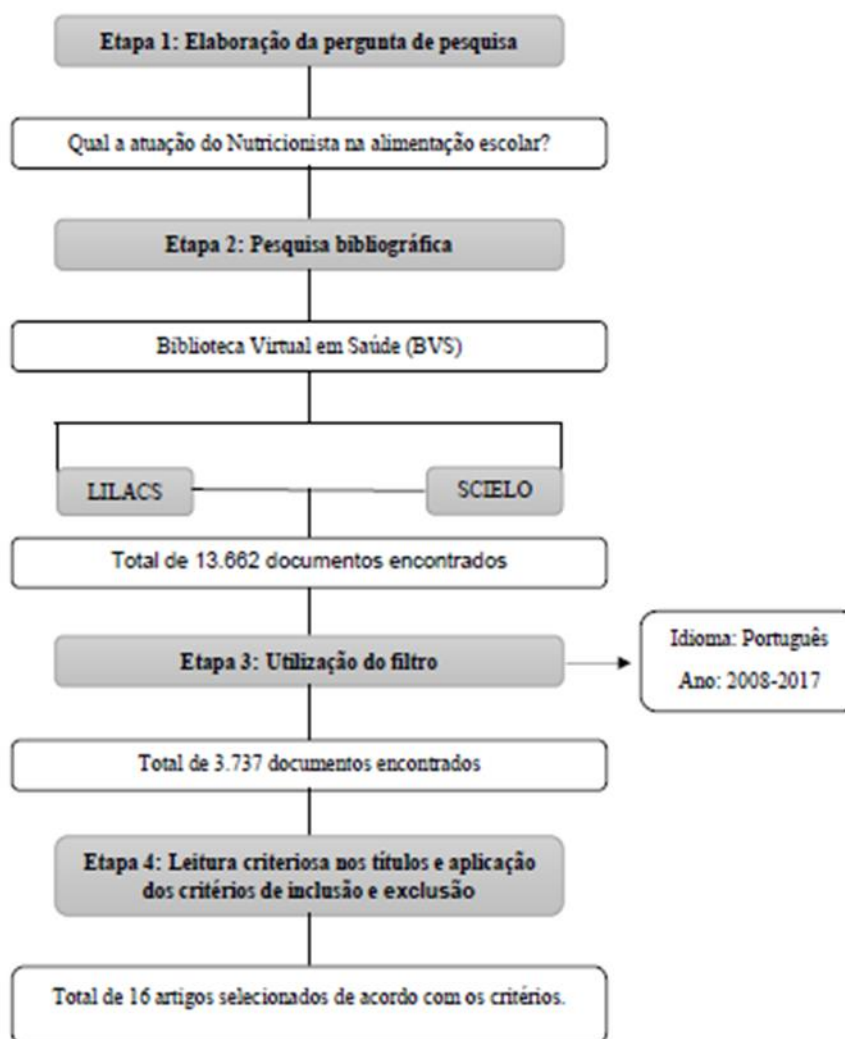 Etapa 1: Elaboração da pergunta de pesquisa
Qual a atuação do Nutricionista na alimentação escolar?
Etapa 2: Pesquisa bibliográfica
Biblioteca Virtual em Saúde (BVS)
LILACS
SCIELO
Total de 13.662 documentos encontrados
Etapa 3: Utilização do filtro
Idioma: Português
Ano: 2008-2017
Total de 3.737 documentos encontrados
Etapa 4: Leitura criteriosa nos títulos e aplicação
dos critérios de inclusão e exclusão
Total de 16 artigos selecionados de acordo com os critérios.